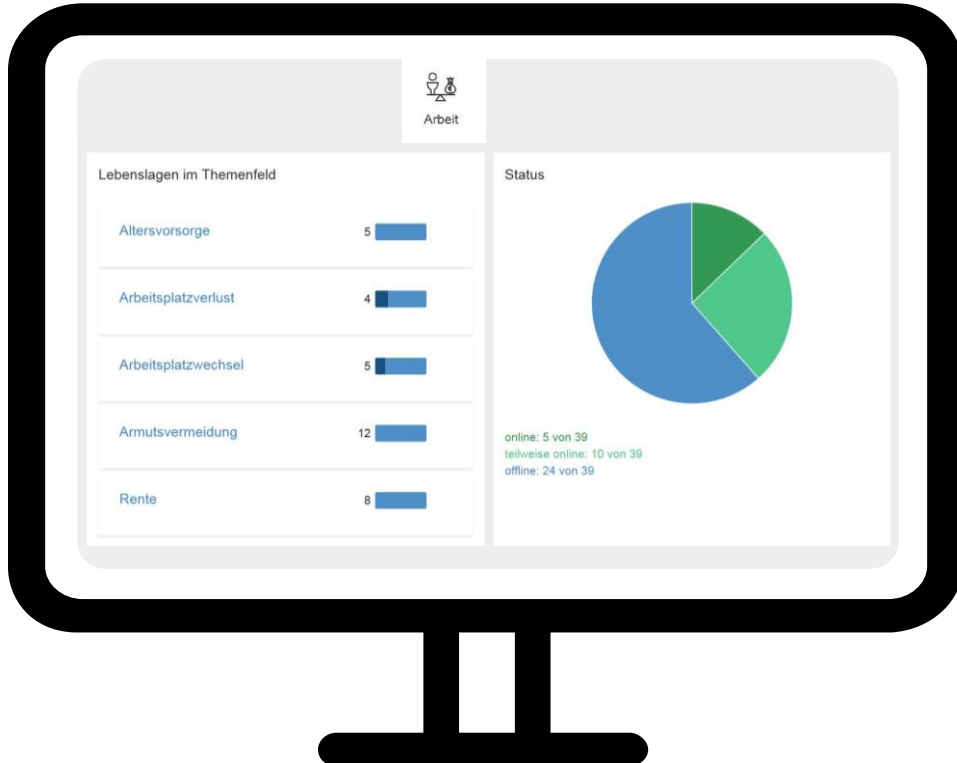 Arbeit
Lebenslagen im Themenfeld
Altersvorsorge 5
Arbeitsplatzverlust 4
Arbeitsplatzwechsel 5
Armutsvermeidung 12
Rente 8
Status
online: 5 von 39
teilweise online: 10 von 39
offline: 24 von 39